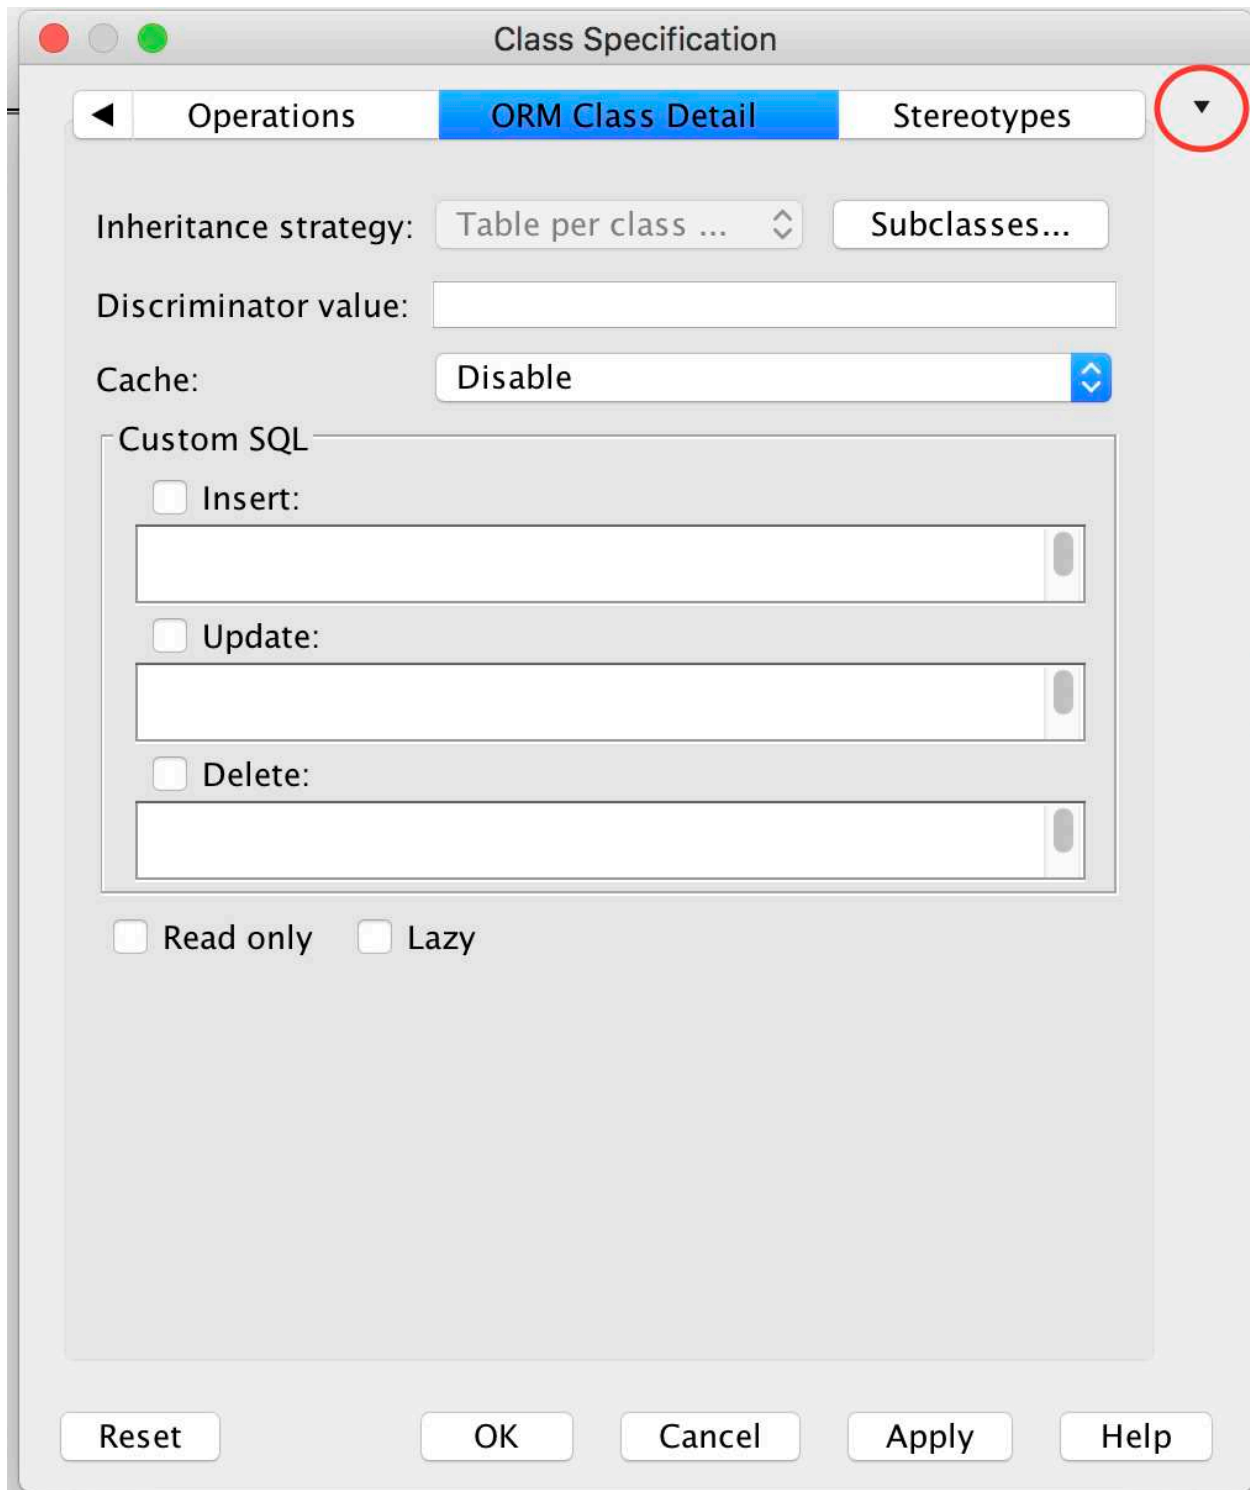 Class Specification
Operations ORM Class Detail Stereotypes
Inheritance strategy: Table per class ... Subclasses...
Discriminator value:
Cache: Disable
Custom SQL
Insert:
Update:
Delete:
Read only Lazy
Reset OK Cancel Apply Help